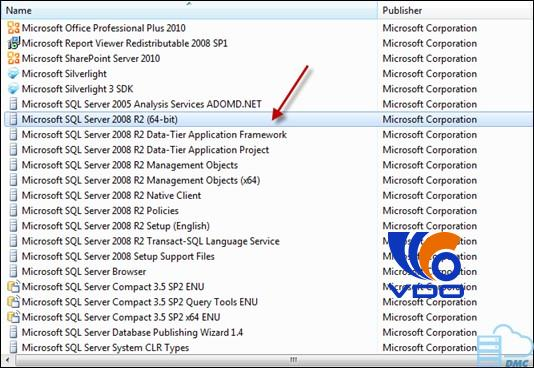 Name Publisher
Microsoft Office Professional Plus 2010 Microsoft Corporation
Microsoft Report Viewer Redistributable 2008 SP1 Microsoft Corporation
Microsoft SharePoint Server 2010 Microsoft Corporation
Microsoft Silverlight Microsoft Corporation
Microsoft Silverlight 3 SDK Microsoft Corporation
Microsoft SQL Server 2005 Analysis Services ADOMD.NET Microsoft Corporation
Microsoft SQL Server 2008 R2 (64-bit) Microsoft Corporation
Microsoft SQL Server 2008 R2 Data-Tier Application Framework Microsoft Corporation
Microsoft SQL Server 2008 R2 Data-Tier Application Project Microsoft Corporation
Microsoft SQL Server 2008 R2 Management Objects Microsoft Corporation
Microsoft SQL Server 2008 R2 Management Objects (x64) Microsoft Corporation
Microsoft SQL Server 2008 R2 Native Client Microsoft Corporation
Microsoft SQL Server 2008 R2 Policies Microsoft Corporation
Microsoft SQL Server 2008 R2 Setup (English) Microsoft Corporation
Microsoft SQL Server 2008 R2 Transact-SQL Language Service Microsoft Corporation
Microsoft SQL Server 2008 Setup Support Files Microsoft Corporation
Microsoft SQL Server Browser Microsoft Corporation
Microsoft SQL Server Compact 3.5 SP2 ENU Microsoft Corporation
Microsoft SQL Server Compact 3.5 SP2 Query Tools ENU Microsoft Corporation
Microsoft SQL Server Compact 3.5 SP2 x64 ENU Microsoft Corporation
Microsoft SQL Server Database Publishing Wizard 1.4 Microsoft Corporation
Microsoft SQL Server System CLR Types Microsoft Corporation
DMC